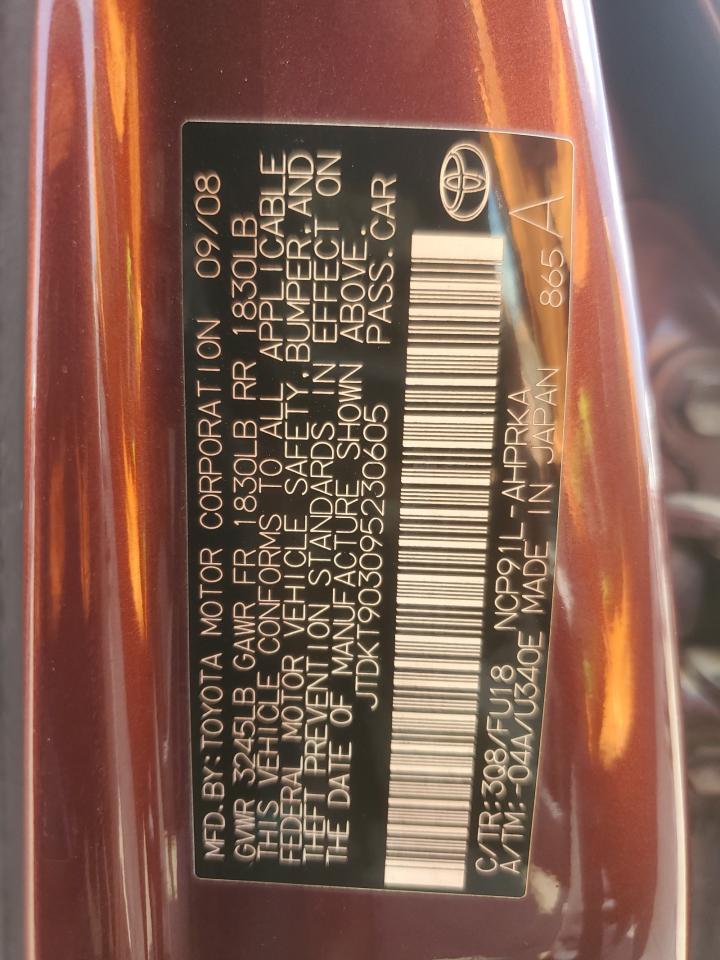 MFD.BY:TOYOTA MOTOR CORPORATION 09/08
GVWR 3245LB GAWR FR 1830LB RR 1830LB
THIS VEHICLE CONFORMS TO ALL APPLICABLE
FEDERAL MOTOR VEHICLE SAFETY, BUMPER, AND
THEFT PREVENTION STANDARDS IN EFFECT ON
THE DATE OF MANUFACTURE SHOWN ABOVE.
JTDKT903095230605 PASS.CAR
C/TR:3Q8/FU18 NCP91L-AHPRKA
A/TM:-04A/U340E MADE IN JAPAN 865 A